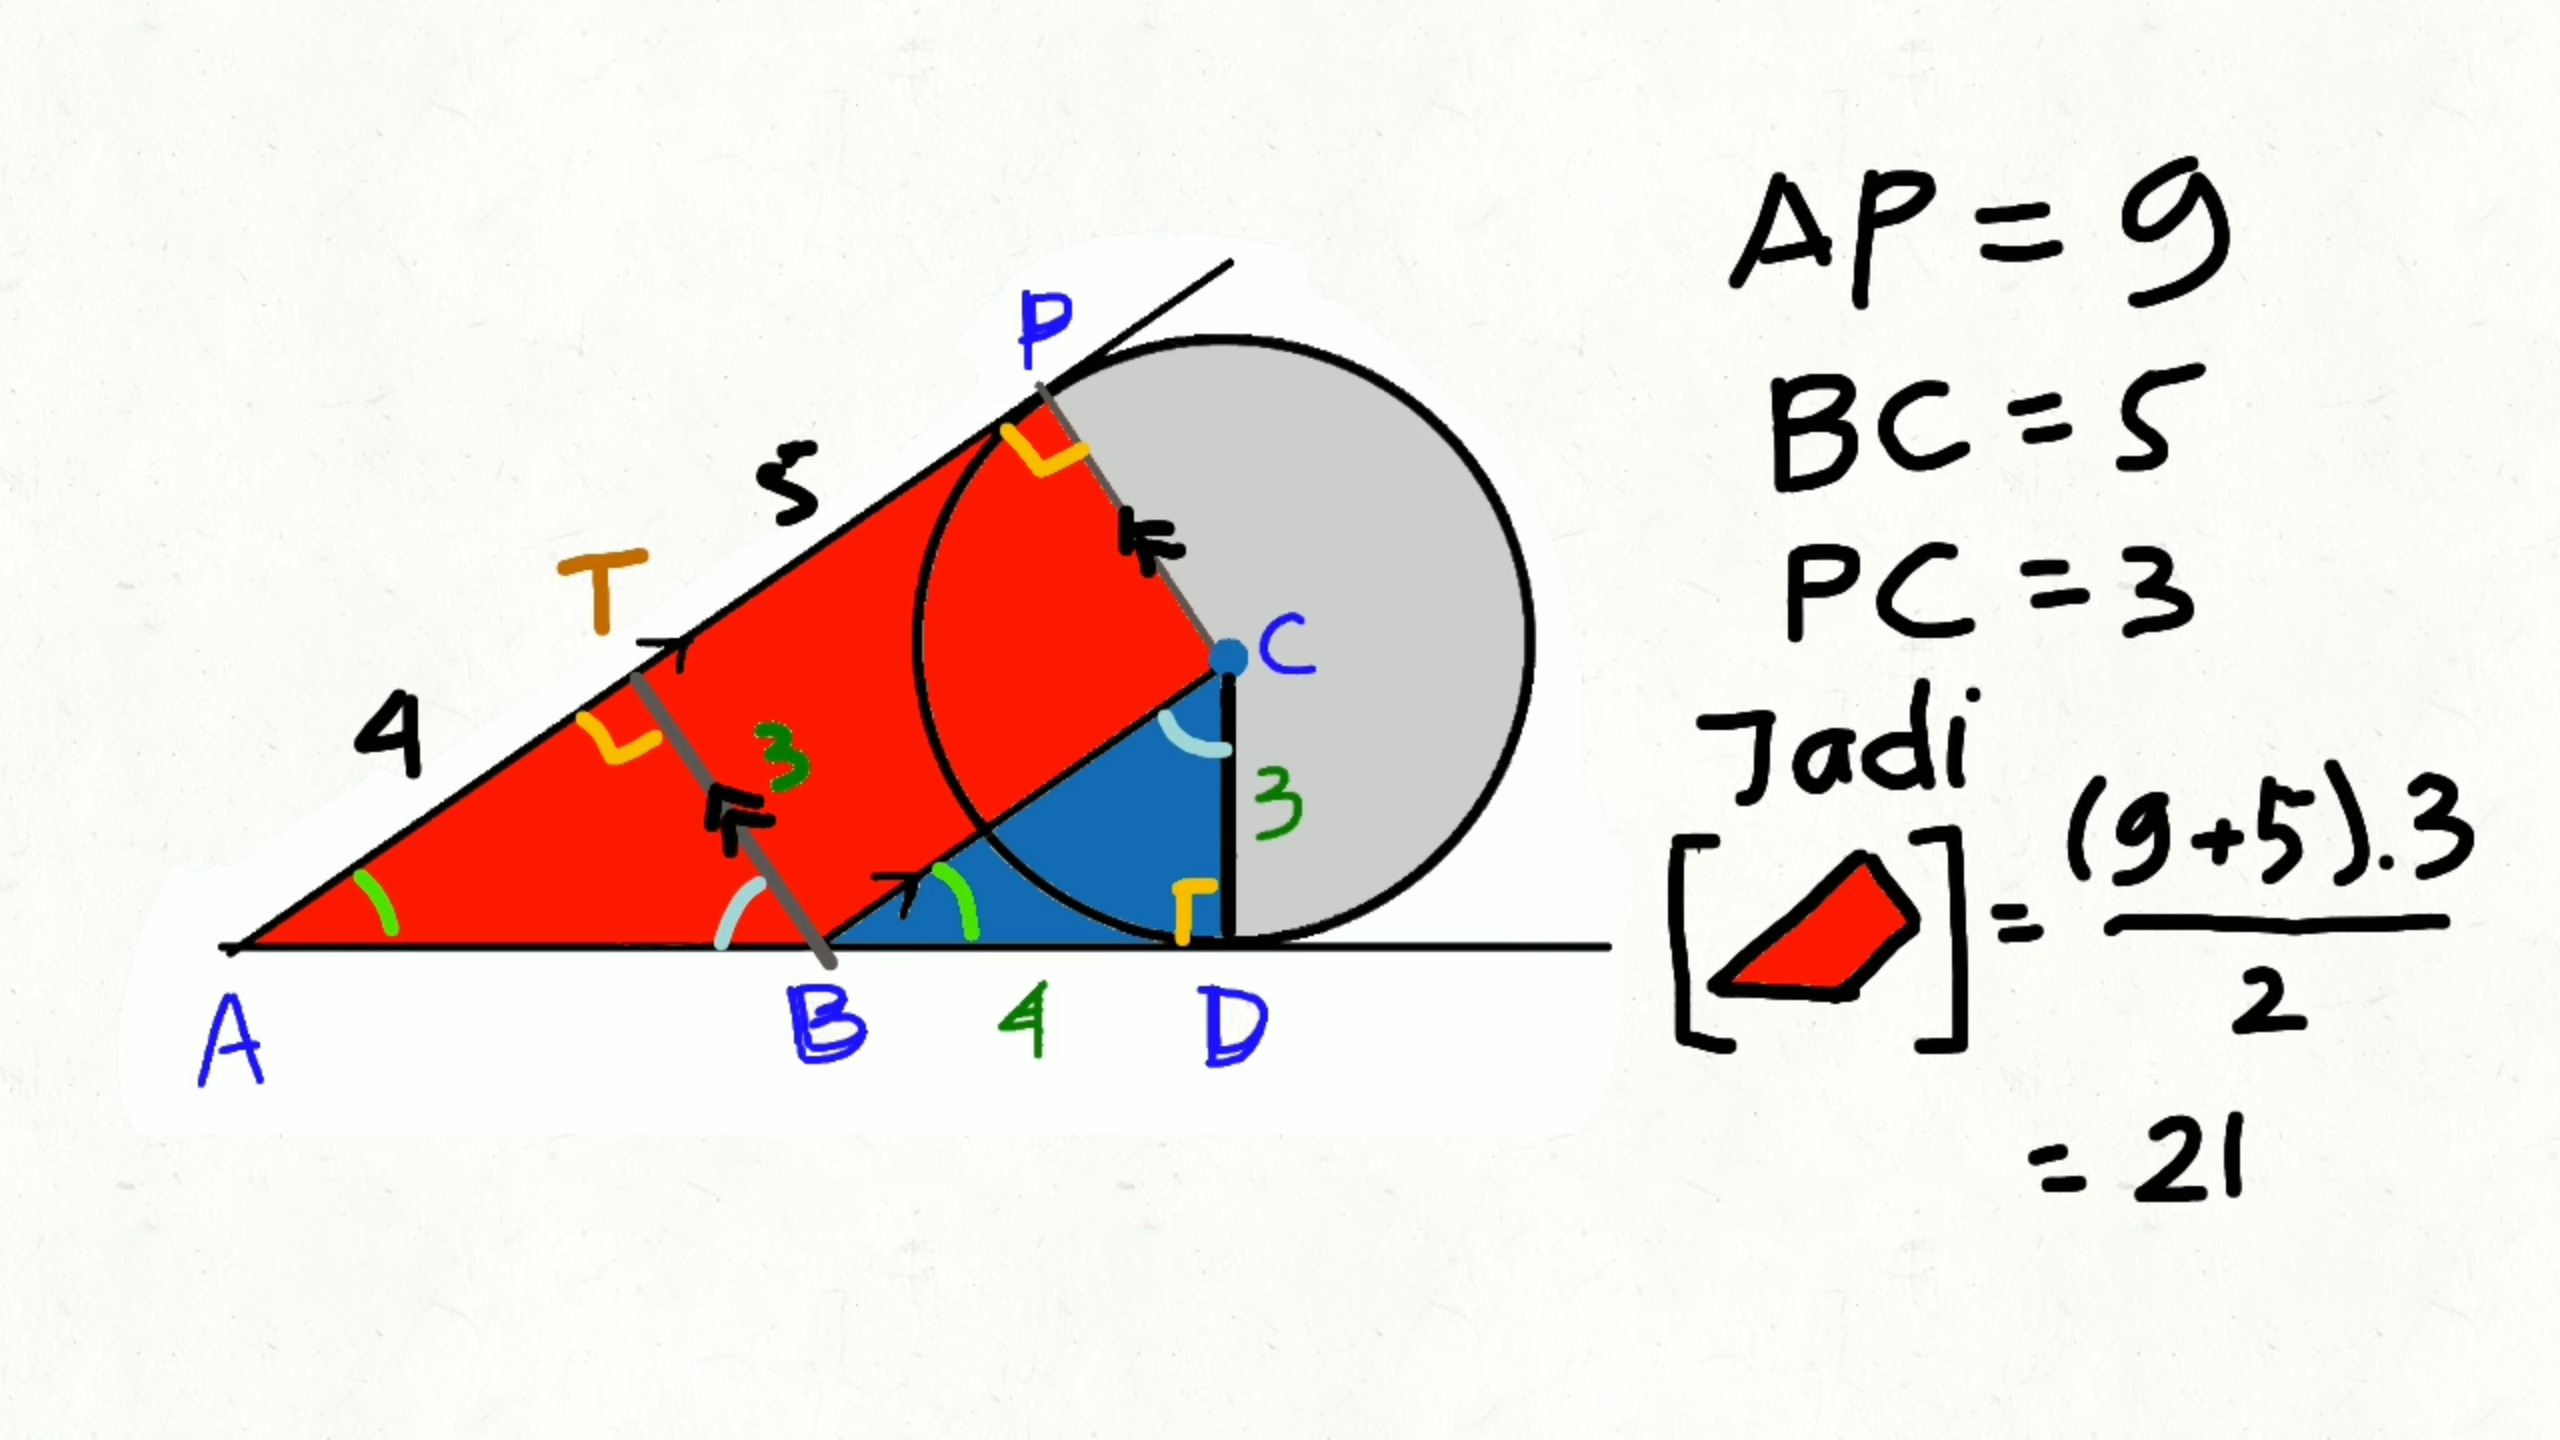 P
5
T
C
4
3
3
A
B
4
D
AP = 9
BC = 5
PC = 3
Jadi
[ ] = (9+5).3
2
= 21